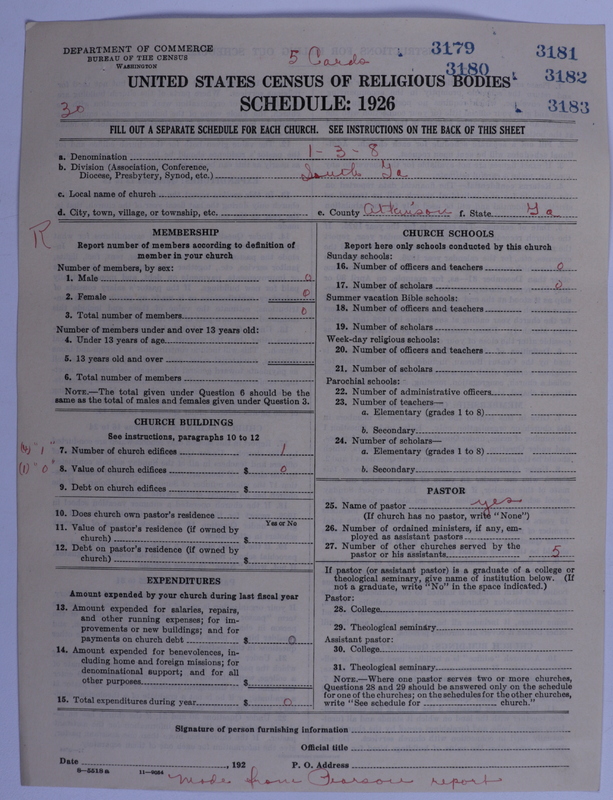 DEPARTMENT OF COMMERCE
BUREAU OF THE CENSUS
WASHINGTON
5 Cards
3179
3180
3181
3182
3183
30
UNITED STATES CENSUS OF RELIGIOUS BODIES
SCHEDULE: 1926
FILL OUT A SEPARATE SCHEDULE FOR EACH CHURCH. SEE INSTRUCTIONS ON THE BACK OF THIS SHEET
a. Denomination 1-3-8
b. Division (Association, Conference,
Diocese, Presbytery, Synod, etc.) South Ga
c. Local name of church
d. City, town, village, or township, etc. e. County Atkinson f. State Ga
R
MEMBERSHIP
Report number of members according to definition of
member in your church
Number of members, by sex:
1. Male 0
2. Female 0
3. Total number of members 0
Number of members under and over 13 years old:
4. Under 13 years of age
5. 13 years old and over
6. Total number of members
NOTE.—The total given under Question 6 should be the
same as the total of males and females given under Question 3.
CHURCH BUILDINGS
See instructions, paragraphs 10 to 12
7. Number of church edifices 1
8. Value of church edifices $ 0
9. Debt on church edifices $
10. Does church own pastor's residence
Yes or No
11. Value of pastor's residence (if owned by
church) $
12. Debt on pastor's residence (if owned by
church) $
EXPENDITURES
Amount expended by your church during last fiscal year
13. Amount expended for salaries, repairs,
and other running expenses; for im-
provements or new buildings; and for
payments on church debt $ 0
14. Amount expended for benevolences, in-
cluding home and foreign missions; for
denominational support; and for all
other purposes $
15. Total expenditures during year $ 0
CHURCH SCHOOLS
Report here only schools conducted by this church
Sunday schools:
16. Number of officers and teachers 0
17. Number of scholars 0
Summer vacation Bible schools:
18. Number of officers and teachers
19. Number of scholars
Week-day religious schools:
20. Number of officers and teachers
21. Number of scholars
Parochial schools:
22. Number of administrative officers
23. Number of teachers—
a. Elementary (grades 1 to 8)
b. Secondary
24. Number of scholars—
a. Elementary (grades 1 to 8)
b. Secondary
PASTOR
25. Name of pastor yes
(If church has no pastor, write "None")
26. Number of ordained ministers, if any, em-
ployed as assistant pastors
27. Number of other churches served by the
pastor or his assistants 5
If pastor (or assistant pastor) is a graduate of a college or
theological seminary, give name of institution below. (If
not a graduate, write "No" in the space indicated.)
Pastor:
28. College
29. Theological seminary
Assistant pastor:
30. College
31. Theological seminary
NOTE.—Where one pastor serves two or more churches,
Questions 28 and 29 should be answered only on the schedule
for one of the churches; on the schedules for the other churches,
write "See schedule for church."
Signature of person furnishing information
Official title
Date , 192 P. O. Address
8—5518a 11—9084
Made from Pearson report